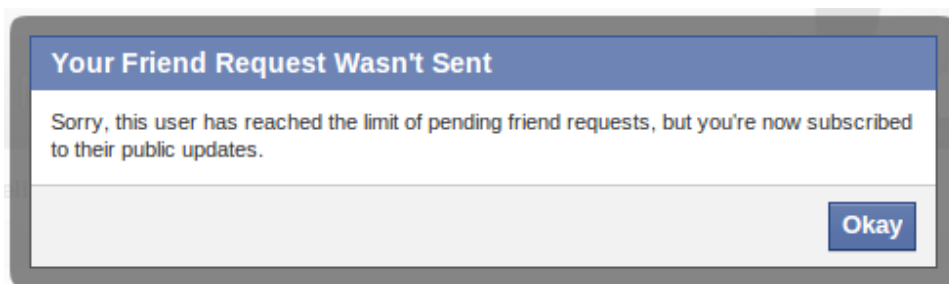 Your Friend Request Wasn't Sent
Sorry, this user has reached the limit of pending friend requests, but you're now subscribed
to their public updates.
Okay